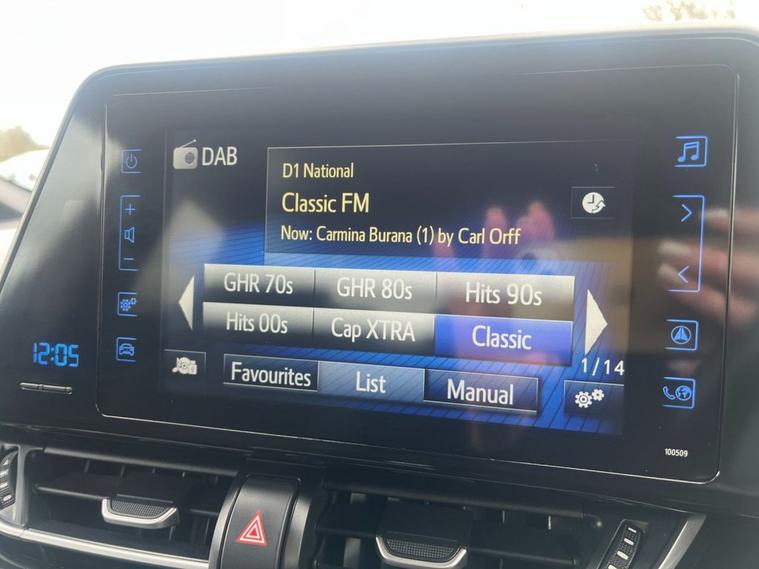 DAB
D1 National
Classic FM
Now: Carmina Burana (1) by Carl Orff
GHR 70s GHR 80s Hits 90s
Hits 00s Cap XTRA Classic
1/14
Favourites List Manual
12:05
100509